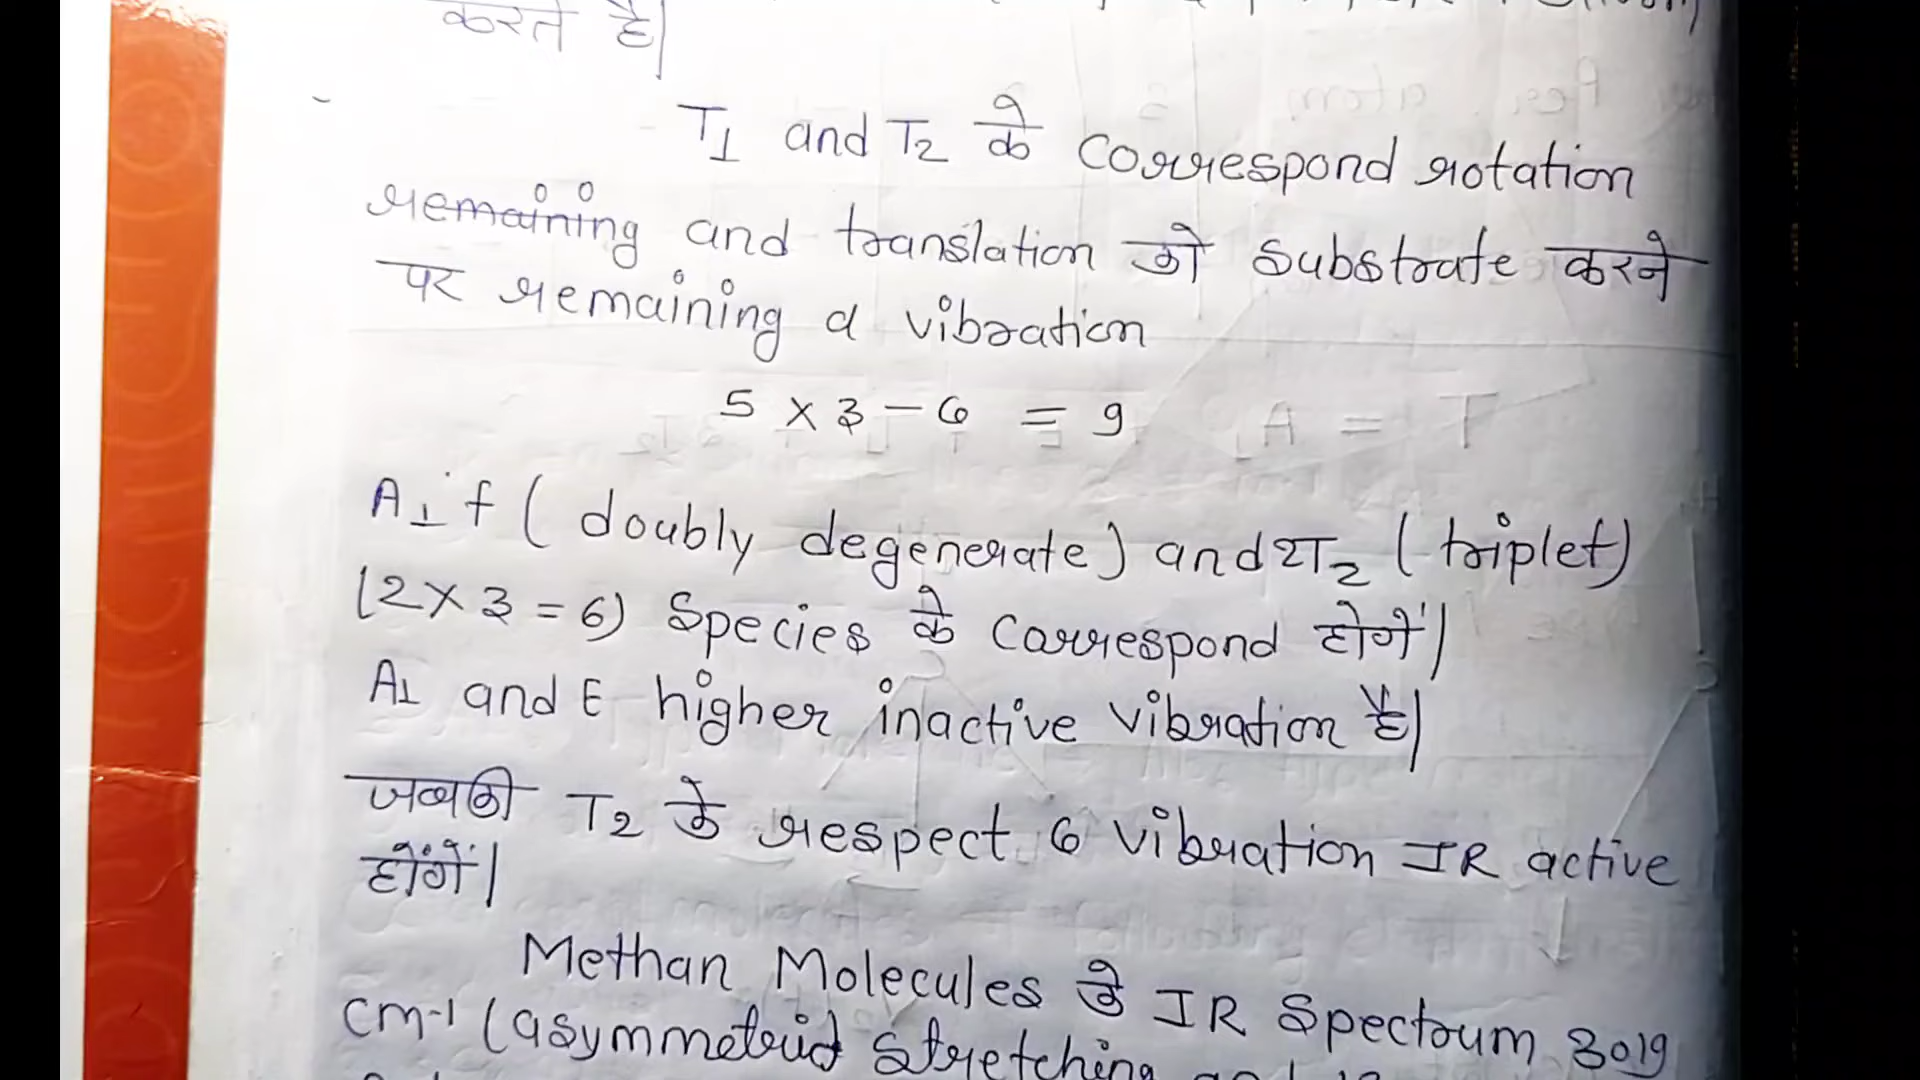 करते है।
T1 and T2 के correspond rotation
remaining and translation को substrate करने
पर remaining a vibration
5 × 3 - 6 = 9
A1 f ( doubly degenerate) and 2T2 ( triplet)
(2 × 3 = 6) species के correspond होगें।
A1 and E higher inactive vibration है।
जबकी T2 के respect 6 vibration IR active
होंगें।
Methan Molecules के IR spectrum 3019
cm-1 (asymmetrid stretching and